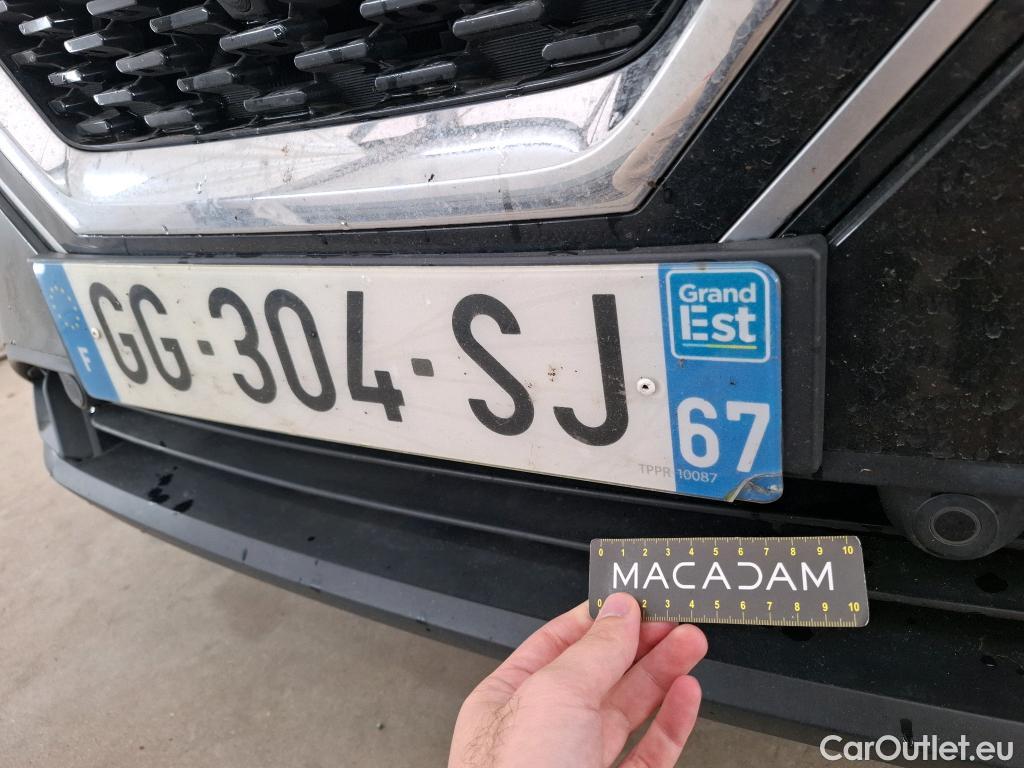 F GG-304-SJ
Grand
Est
67
TPPR 10087
0 1 2 3 4 5 6 7 8 9 10
MACADAM
0 2 3 4 5 6 7 8 9 10
CarOutlet.eu